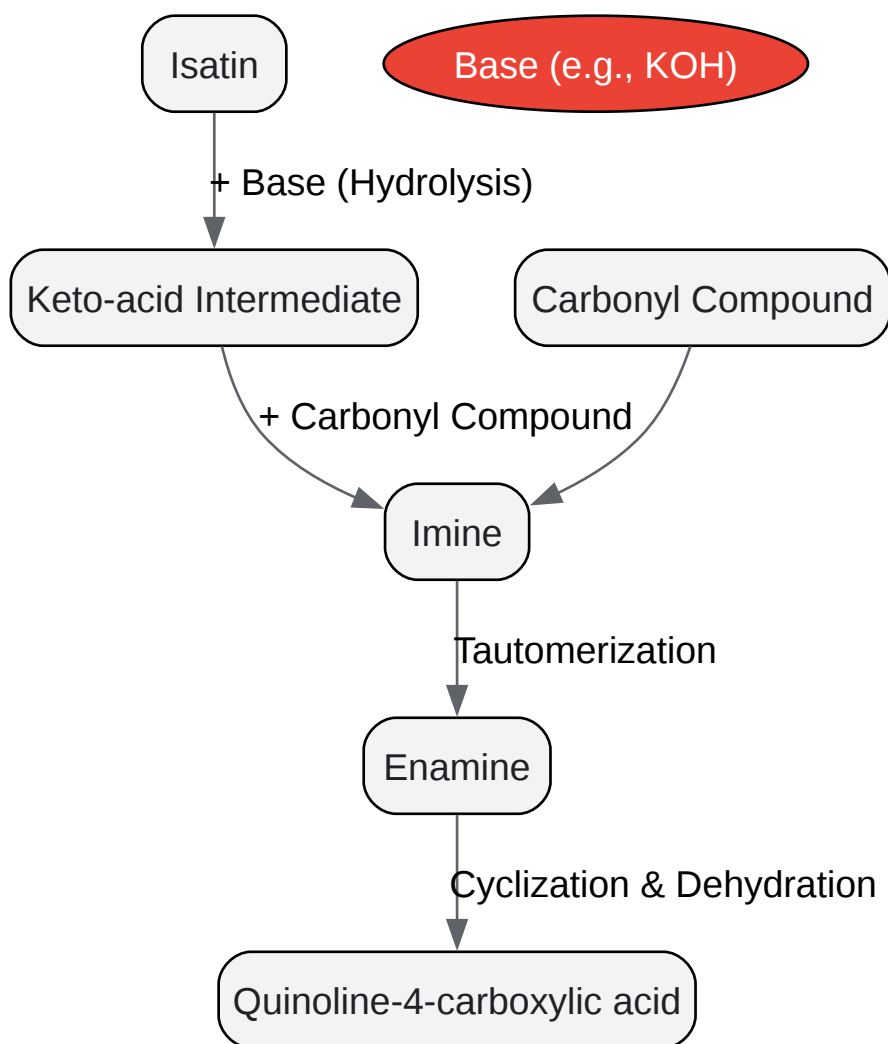 Isatin
Base (e.g., KOH)
+ Base (Hydrolysis)
Keto-acid Intermediate
Carbonyl Compound
+ Carbonyl Compound
Imine
Tautomerization
Enamine
Cyclization & Dehydration
Quinoline-4-carboxylic acid